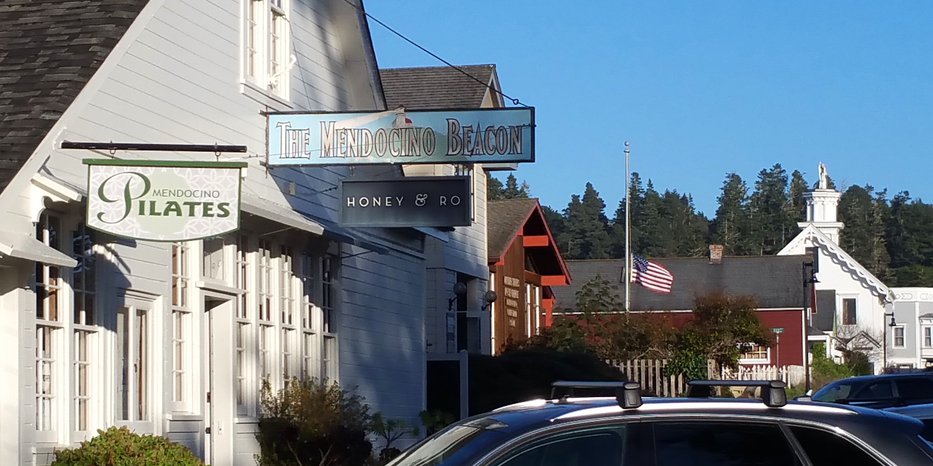 MENDOCINO
PILATES
THE MENDOCINO BEACON
HONEY & RO